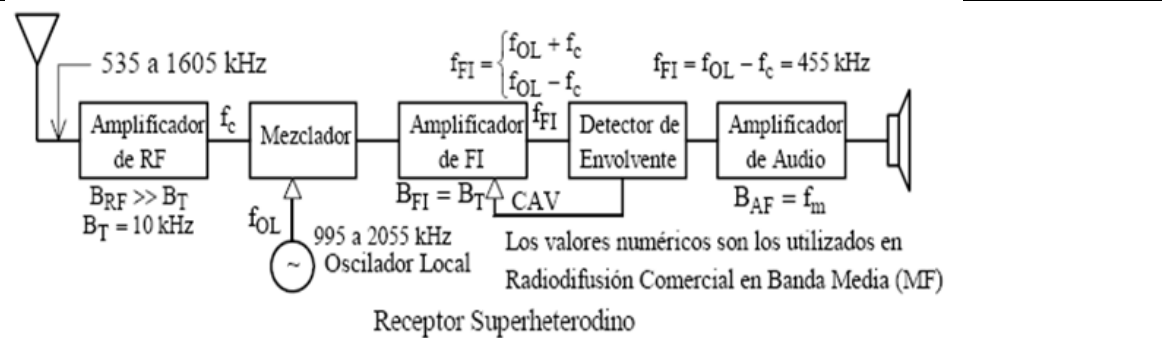 535 a 1605 kHz
f_FI = { f_OL + f_c
f_OL – f_c
f_FI = f_OL – f_c = 455 kHz
Amplificador
de RF
f_c
Mezclador
Amplificador
de FI
f_FI
Detector de
Envolvente
Amplificador
de Audio
B_RF >> B_T
B_T = 10 kHz
f_OL
995 a 2055 kHz
~
Oscilador Local
B_FI = B_T
CAV
B_AF = f_m
Los valores numéricos son los utilizados en
Radiodifusión Comercial en Banda Media (MF)
Receptor Superheterodino